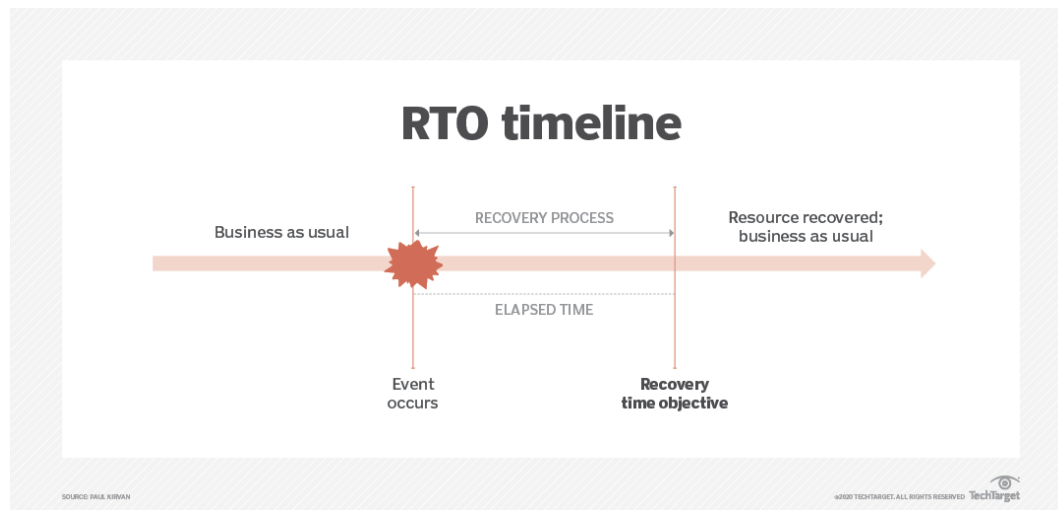 RTO timeline
Business as usual
RECOVERY PROCESS
Resource recovered;
business as usual
ELAPSED TIME
Event
occurs
Recovery
time objective
SOURCE: PAUL KIRVAN
©2020 TECHTARGET. ALL RIGHTS RESERVED
TechTarget